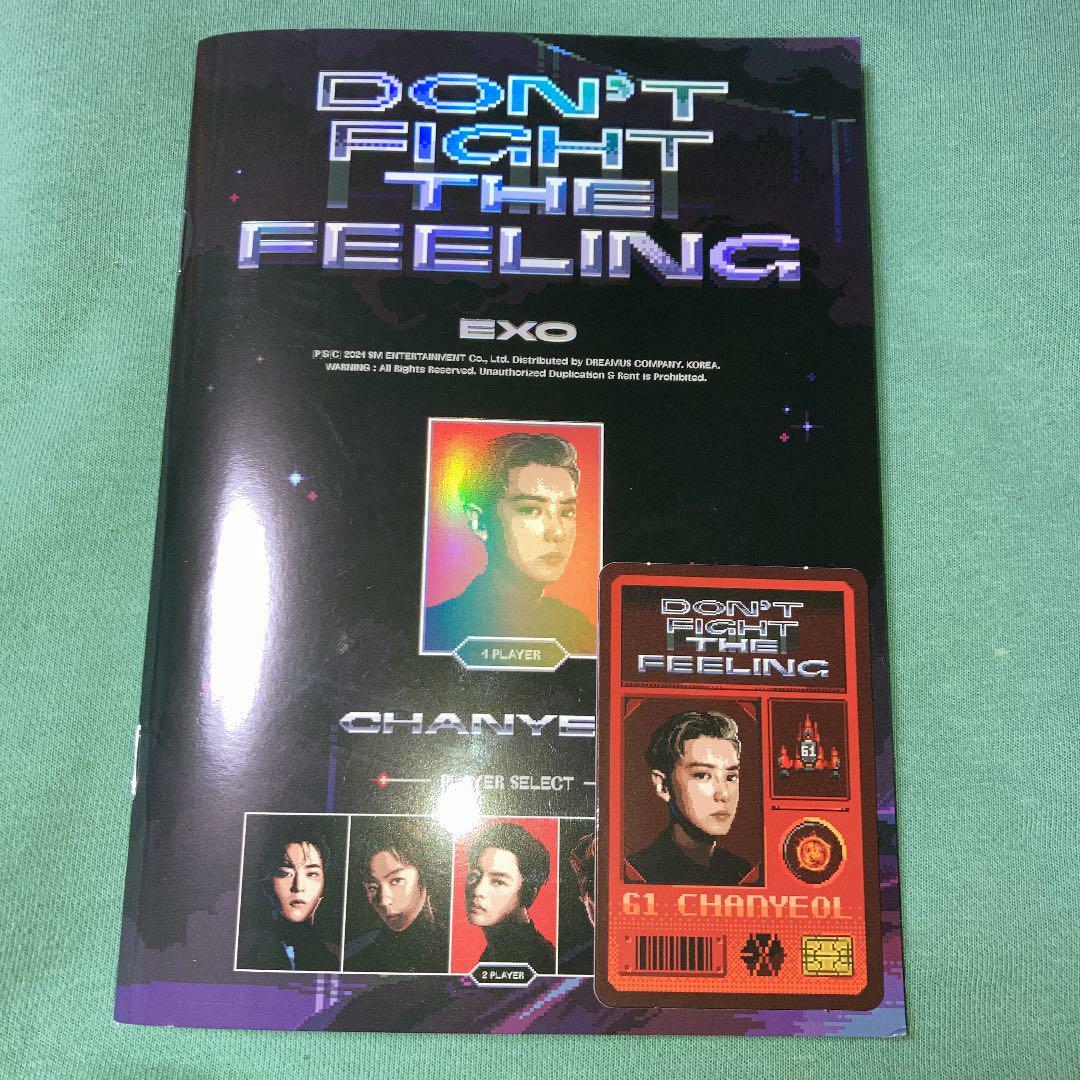 DON'T
FIGHT
THE
FEELING
EXO
(P)&(C) 2021 SM ENTERTAINMENT Co., Ltd. Distributed by DREAMUS COMPANY. KOREA.
WARNING : All Rights Reserved. Unauthorized Duplication & Rent is Prohibited.
1 PLAYER
CHANYE
PLAYER SELECT
2 PLAYER
DON'T
FIGHT
THE
FEELING
61
61 CHANYEOL
EXO